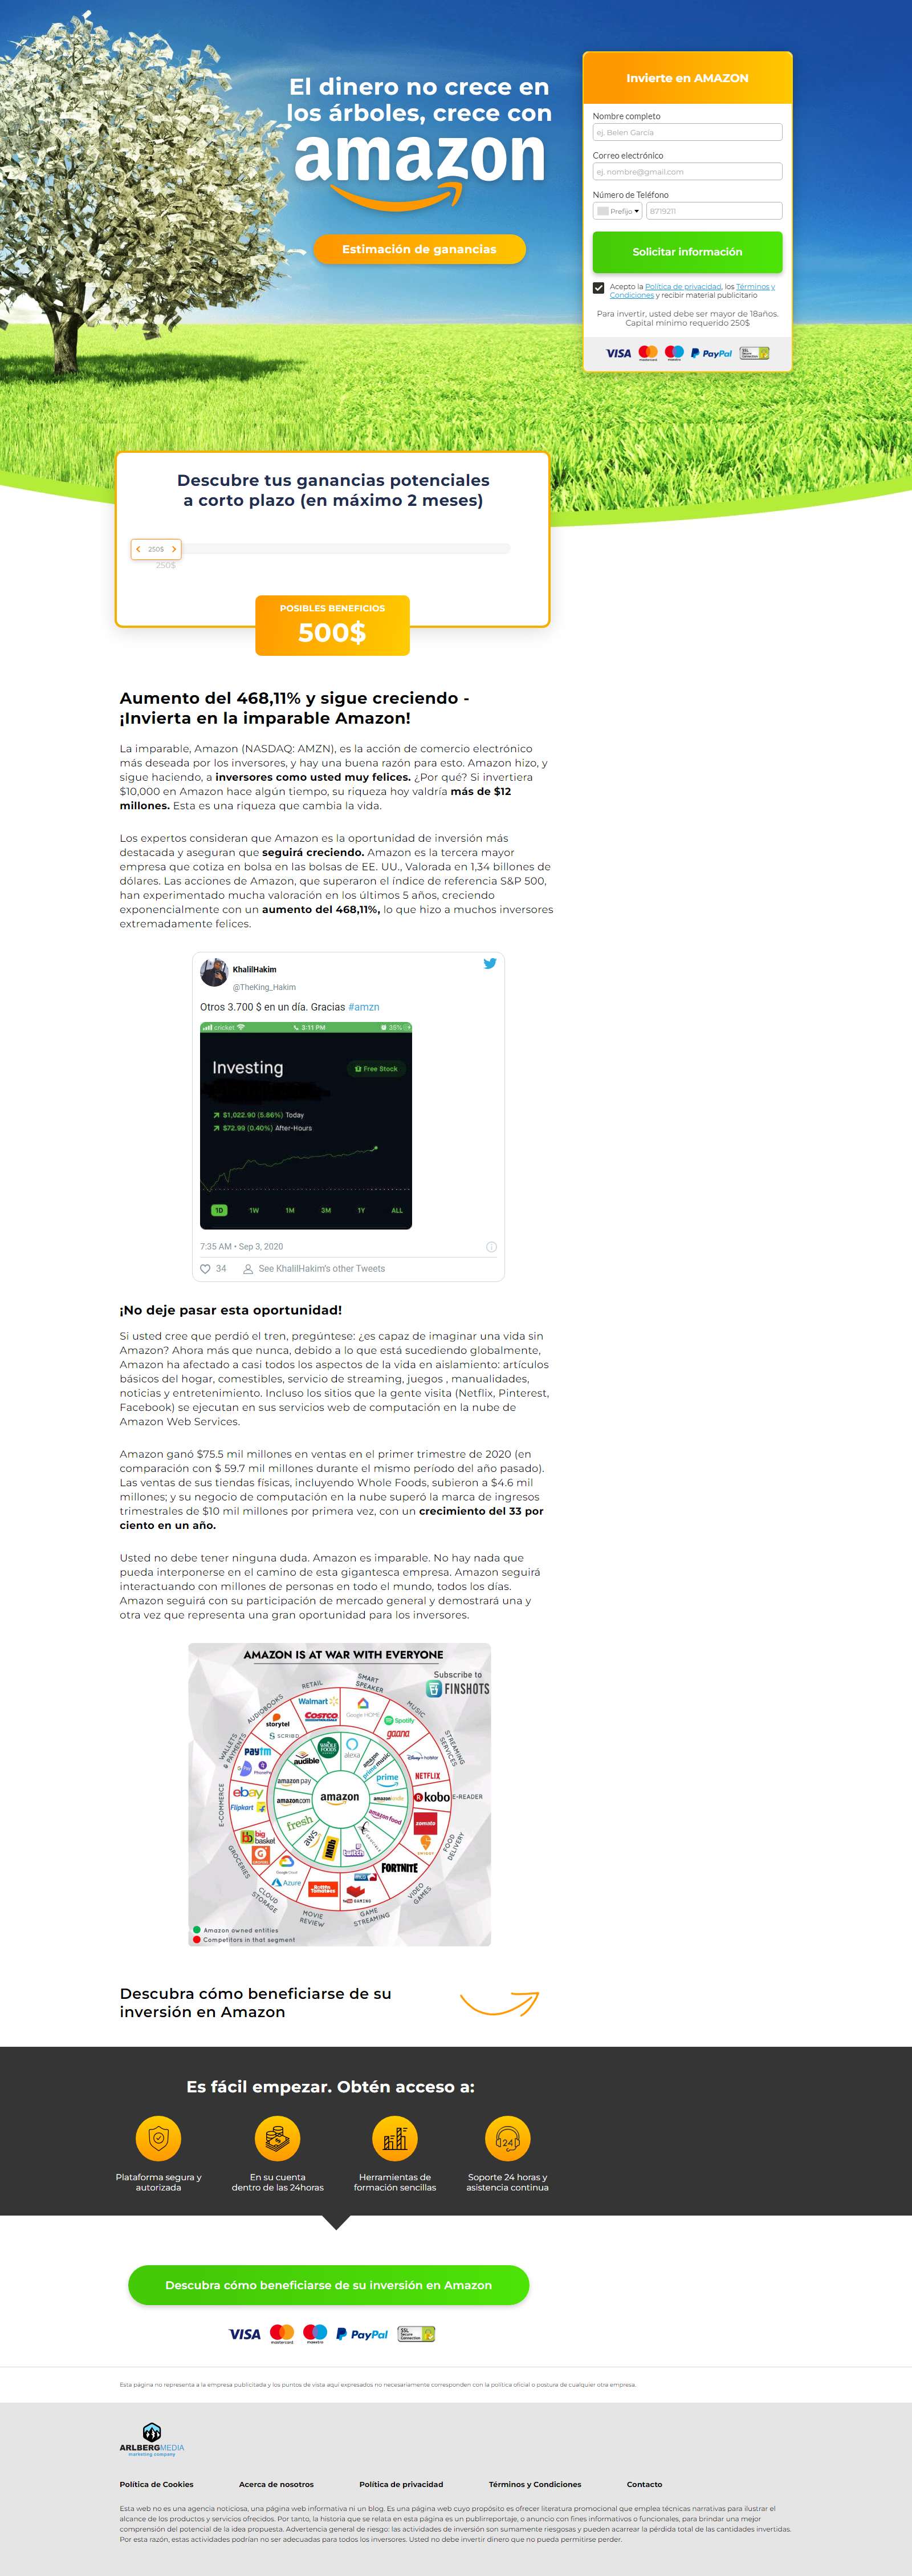 El dinero no crece en
los árboles, crece con
amazon
Estimación de ganancias
Invierte en AMAZON
Nombre completo
ej. Belen García
Correo electrónico
ej. nombre@gmail.com
Número de Teléfono
Prefijo
8719211
Solicitar información
Acepto la Política de privacidad, los Términos y
Condiciones y recibir material publicitario
Para invertir, usted debe ser mayor de 18años.
Capital mínimo requerido 250$
VISA
mastercard
maestro
PayPal
SSL
Secure
Connection
Descubre tus ganancias potenciales
a corto plazo (en máximo 2 meses)
250$
250$
POSIBLES BENEFICIOS
500$
Aumento del 468,11% y sigue creciendo -
¡Invierta en la imparable Amazon!
La imparable, Amazon (NASDAQ: AMZN), es la acción de comercio electrónico
más deseada por los inversores, y hay una buena razón para esto. Amazon hizo, y
sigue haciendo, a inversores como usted muy felices. ¿Por qué? Si invertiera
$10,000 en Amazon hace algún tiempo, su riqueza hoy valdría más de $12
millones. Esta es una riqueza que cambia la vida.
Los expertos consideran que Amazon es la oportunidad de inversión más
destacada y aseguran que seguirá creciendo. Amazon es la tercera mayor
empresa que cotiza en bolsa en las bolsas de EE. UU., Valorada en 1,34 billones de
dólares. Las acciones de Amazon, que superaron el índice de referencia S&P 500,
han experimentado mucha valoración en los últimos 5 años, creciendo
exponencialmente con un aumento del 468,11%, lo que hizo a muchos inversores
extremadamente felices.
KhalilHakim
@TheKing_Hakim
Otros 3.700 $ en un día. Gracias #amzn
cricket
3:11 PM
35%
Investing
Free Stock
$1,022.90 (5.86%) Today
$72.99 (0.40%) After-Hours
1D 1W 1M 3M 1Y ALL
7:35 AM • Sep 3, 2020
34
See KhalilHakim's other Tweets
¡No deje pasar esta oportunidad!
Si usted cree que perdió el tren, pregúntese: ¿es capaz de imaginar una vida sin
Amazon? Ahora más que nunca, debido a lo que está sucediendo globalmente,
Amazon ha afectado a casi todos los aspectos de la vida en aislamiento: artículos
básicos del hogar, comestibles, servicio de streaming, juegos , manualidades,
noticias y entretenimiento. Incluso los sitios que la gente visita (Netflix, Pinterest,
Facebook) se ejecutan en sus servicios web de computación en la nube de
Amazon Web Services.
Amazon ganó $75.5 mil millones en ventas en el primer trimestre de 2020 (en
comparación con $ 59.7 mil millones durante el mismo período del año pasado).
Las ventas de sus tiendas físicas, incluyendo Whole Foods, subieron a $4.6 mil
millones; y su negocio de computación en la nube superó la marca de ingresos
trimestrales de $10 mil millones por primera vez, con un crecimiento del 33 por
ciento en un año.
Usted no debe tener ninguna duda. Amazon es imparable. No hay nada que
pueda interponerse en el camino de esta gigantesca empresa. Amazon seguirá
interactuando con millones de personas en todo el mundo, todos los días.
Amazon seguirá con su participación de mercado general y demostrará una y
otra vez que representa una gran oportunidad para los inversores.
AMAZON IS AT WAR WITH EVERYONE
Subscribe to
FINSHOTS
RETAIL
SMART
SPEAKER
MUSIC
STREAMING
SERVICES
E-READER
FOOD
DELIVERY
VIDEO
GAMES
GAME
STREAMING
MOVIE
REVIEW
CLOUD
STORAGE
GROCERIES
E-COMMERCE
WALLETS
& PAYMENTS
AUDIOBOOKS
Walmart
COSTCO
Google HOME
Spotify
gaana
Disney+ hotstar
NETFLIX
kobo
zomato
SWIGGY
FORTNITE
YouTube GAMING
Rotten
Tomatoes
Google Cloud
Azure
big
basket
ebay
Flipkart
Paytm
PhonePe
storytel
SCRIBD
WHOLE
FOODS
alexa
amazon
music
prime
amazonkindle
amazon food
CRUCIBLE
twitch
IMDb
aws
fresh
amazon.com
amazon pay
audible
amazon
Amazon owned entities
Competitors in that segment
Descubra cómo beneficiarse de su
inversión en Amazon
Es fácil empezar. Obtén acceso a:
Plataforma segura y
autorizada
En su cuenta
dentro de las 24horas
Herramientas de
formación sencillas
24
Soporte 24 horas y
asistencia continua
Descubra cómo beneficiarse de su inversión en Amazon
VISA
mastercard
maestro
PayPal
SSL
Secure
Connection
Esta página no representa a la empresa publicitada y los puntos de vista aquí expresados no necesariamente corresponden con la política oficial o postura de cualquier otra empresa.
ARLBERGMEDIA
marketing company
Política de Cookies
Acerca de nosotros
Política de privacidad
Términos y Condiciones
Contacto
Esta web no es una agencia noticiosa, una página web informativa ni un blog. Es una página web cuyo propósito es ofrecer literatura promocional que emplea técnicas narrativas para ilustrar el
alcance de los productos y servicios ofrecidos. Por tanto, la historia que se relata en esta página es un publirreportaje, o anuncio con fines informativos o funcionales, para brindar una mejor
comprensión del potencial de la idea propuesta. Advertencia general de riesgo: las actividades de inversión son sumamente riesgosas y pueden acarrear la pérdida total de las cantidades invertidas.
Por esta razón, estas actividades podrían no ser adecuadas para todos los inversores. Usted no debe invertir dinero que no pueda permitirse perder.